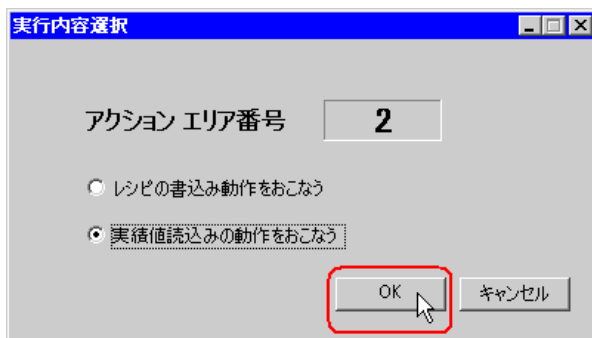 実行内容選択
アクション エリア番号 2
レシピの書込み動作をおこなう
実績値読込みの動作をおこなう
OK キャンセル